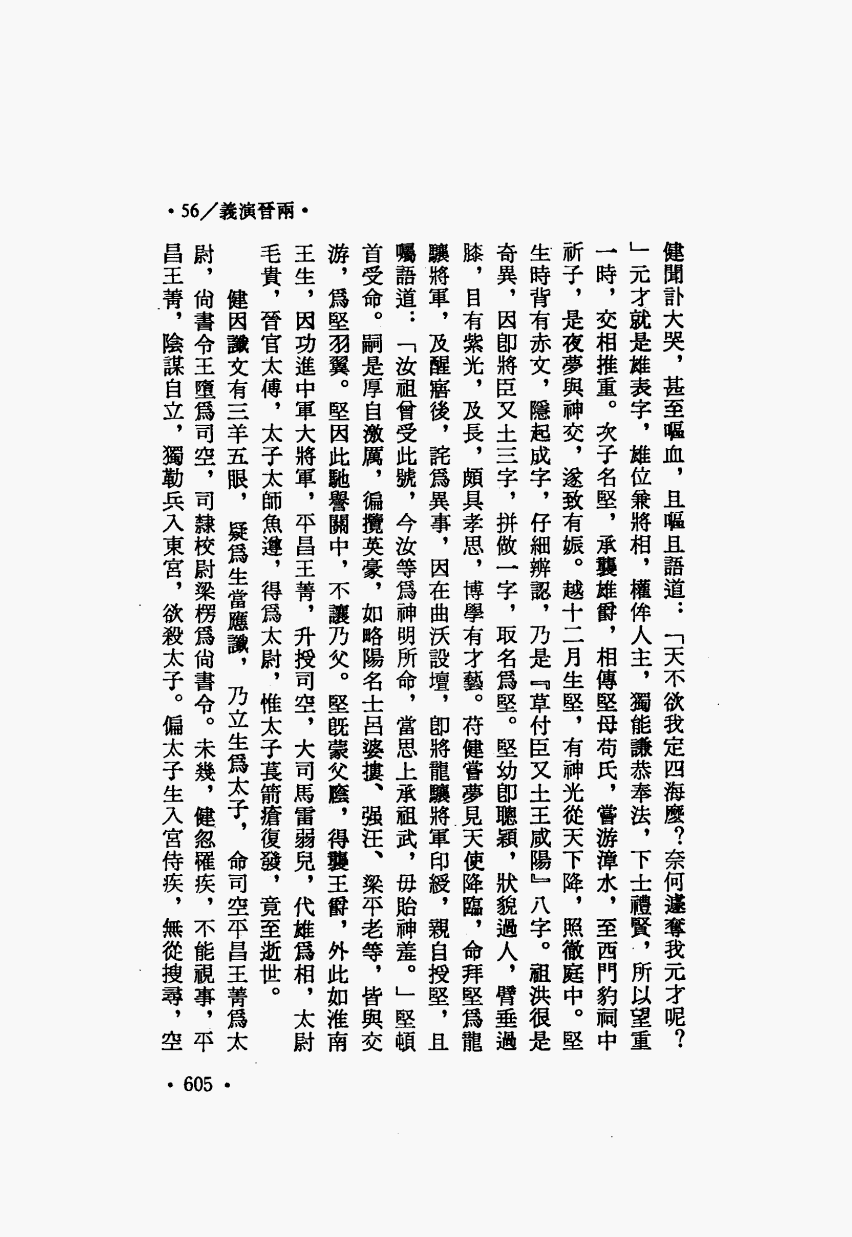 •56／義演晉兩•
健聞訃大哭，甚至嘔血，且嘔且語道：「天不欲我定四海麼？奈何遽奪我元才呢？
」元才就是雄表字，雄位兼將相，權侔人主，獨能謙恭奉法，下士禮賢，所以望重
一時，交相推重。次子名堅，承襲雄爵，相傳堅母苟氏，嘗游漳水，至西門豹祠中
祈子，是夜夢與神交，遂致有娠。越十二月生堅，有神光從天下降，照徹庭中。堅
生時背有赤文，隱起成字，仔細辨認，乃是『草付臣又土王咸陽』八字。祖洪很是
奇異，因卽將臣又土三字，拼做一字，取名爲堅。堅幼卽聰穎，狀貌過人，臂垂過
膝，目有紫光，及長，頗具孝思，博學有才藝。苻健嘗夢見天使降臨，命拜堅爲龍
驤將軍，及醒寤後，詫爲異事，因在曲沃設壇，卽將龍驤將軍印綬，親自授堅，且
囑語道：「汝祖曾受此號，今汝等爲神明所命，當思上承祖武，毋貽神羞。」堅頓
首受命。嗣是厚自激厲，徧攬英豪，如略陽名士呂婆摟、强汪、梁平老等，皆與交
游，爲堅羽翼。堅因此馳譽關中，不讓乃父。堅旣蒙父廕，得襲王爵，外此如淮南
王生，因功進中軍大將軍，平昌王菁，升授司空，大司馬雷弱兒，代雄爲相，太尉
毛貴，晉官太傅，太子太師魚遵，得爲太尉，惟太子萇箭瘡復發，竟至逝世。
健因讖文有三羊五眼，疑爲生當應讖，乃立生爲太子，命司空平昌王菁爲太
尉，尙書令王墮爲司空，司隸校尉梁楞爲尙書令。未幾，健忽罹疾，不能視事，平
昌王菁，陰謀自立，獨勒兵入東宮，欲殺太子。偏太子生入宮侍疾，無從搜尋，空
•605•